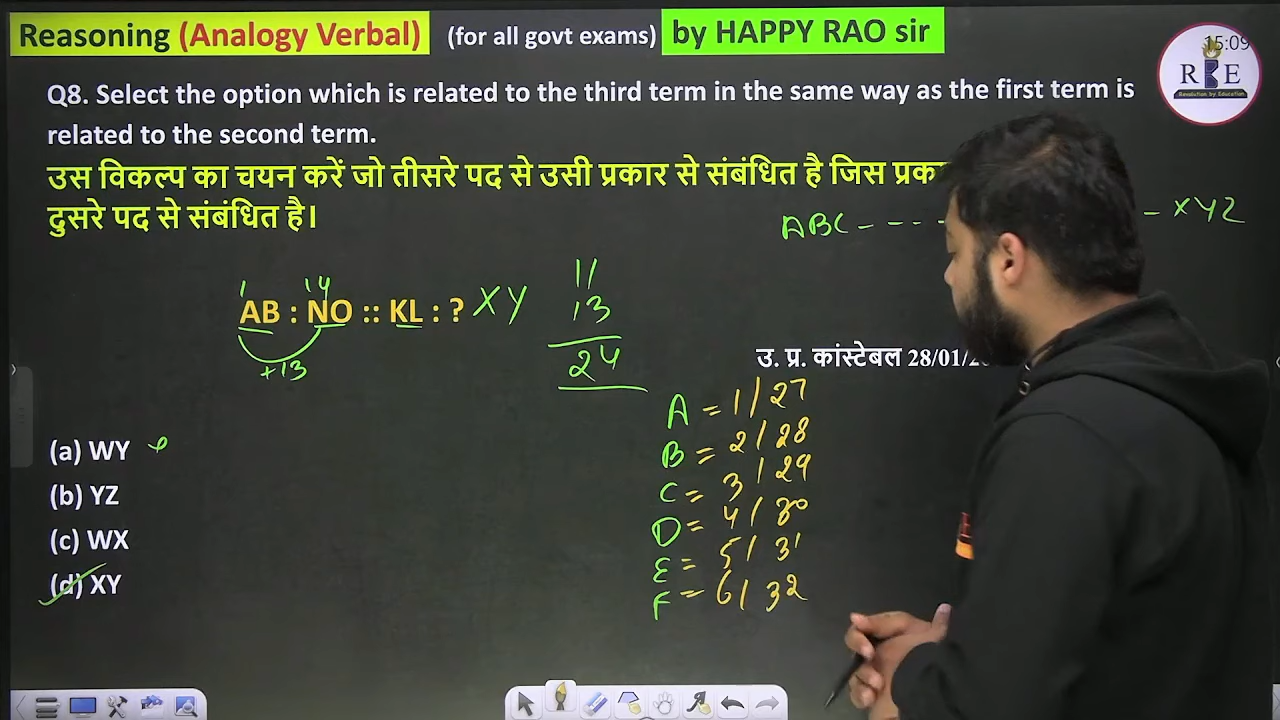 Reasoning (Analogy Verbal) (for all govt exams) by HAPPY RAO sir
15:09
RBE
Revolution by Education
Q8. Select the option which is related to the third term in the same way as the first term is
related to the second term.
उस विकल्प का चयन करें जो तीसरे पद से उसी प्रकार से संबंधित है जिस
दुसरे पद से संबंधित है।
ABC - - - - - XYZ
1 14
AB : NO :: KL : ? XY
+13
11
13
24
उ. प्र. कांस्टेबल 28/01/
A = 1/27
B = 2/28
C = 3/29
D = 4/30
E = 5/31
F = 6/32
(a) WY
(b) YZ
(c) WX
(d) XY